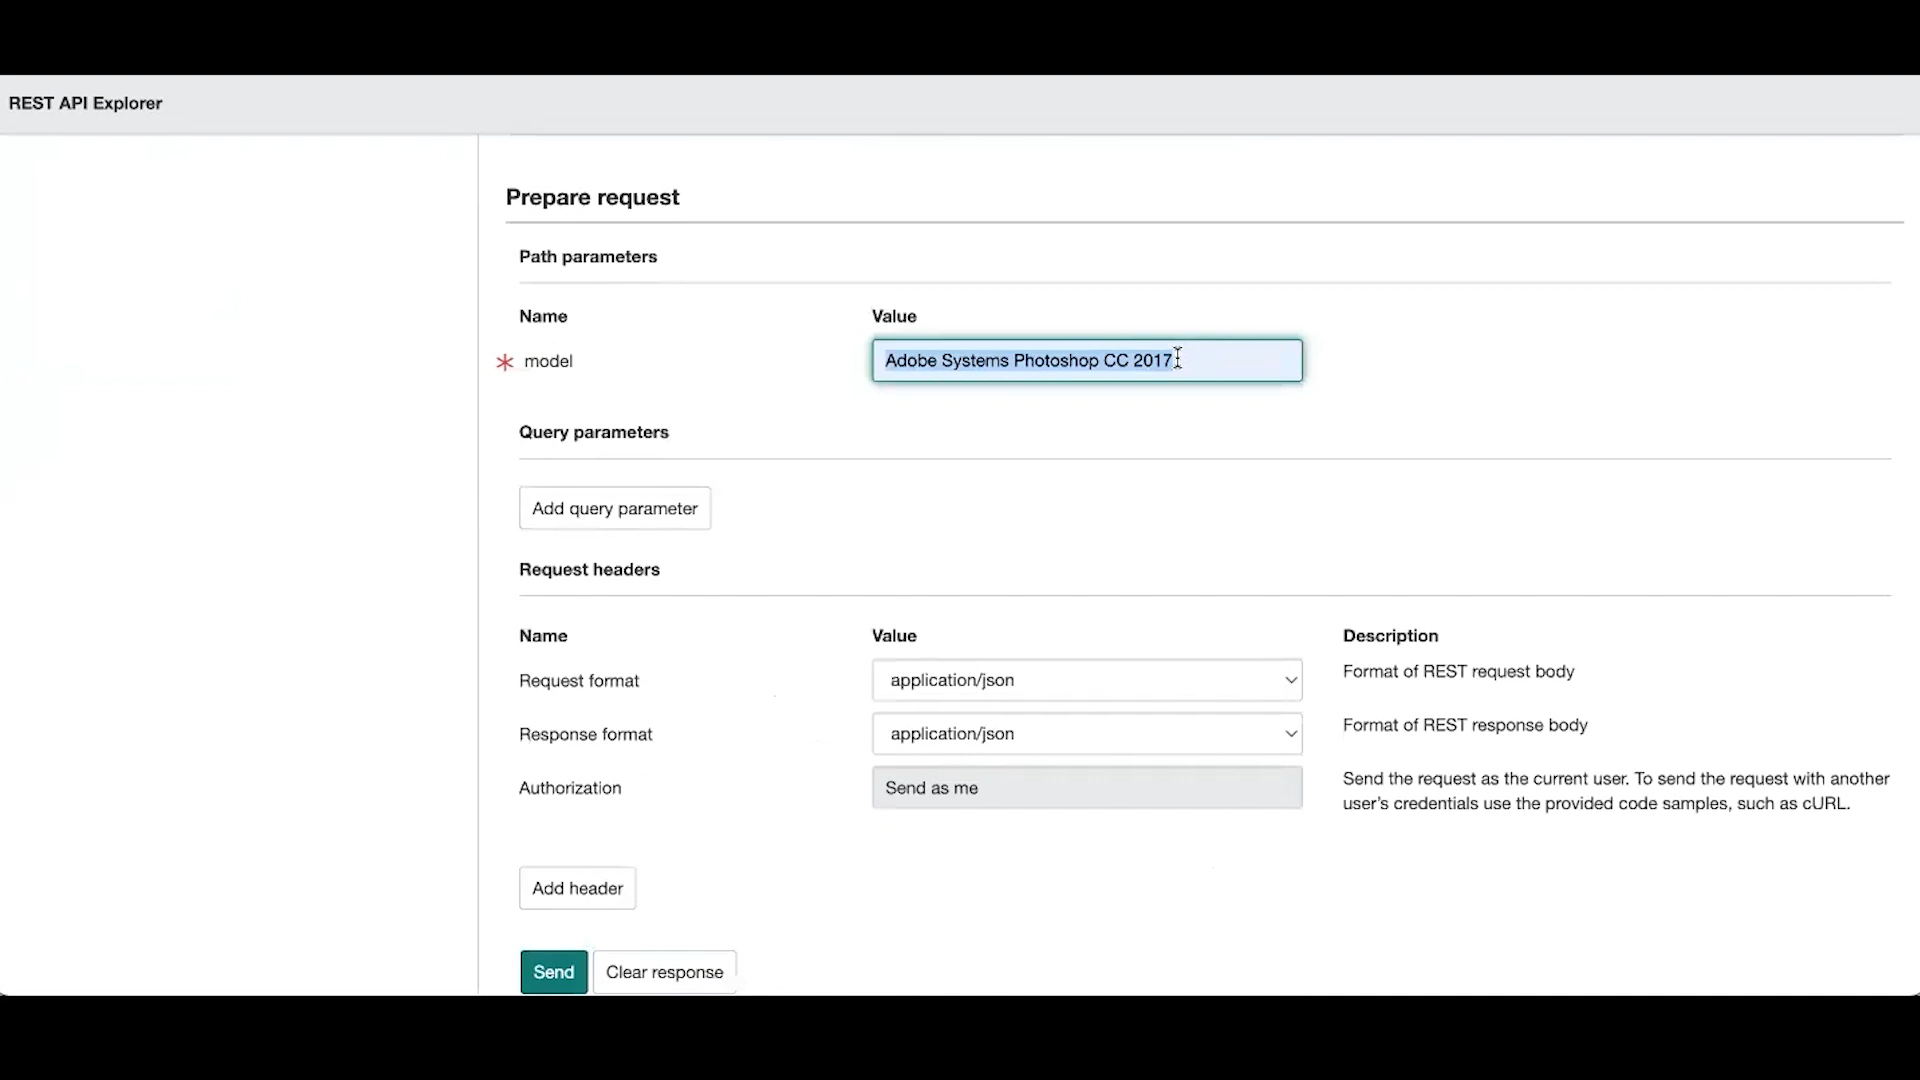 REST API Explorer
Prepare request
Path parameters
Name Value
* model Adobe Systems Photoshop CC 2017
Query parameters
Add query parameter
Request headers
Name Value Description
Request format application/json Format of REST request body
Response format application/json Format of REST response body
Authorization Send as me Send the request as the current user. To send the request with another
user's credentials use the provided code samples, such as cURL.
Add header
Send Clear response